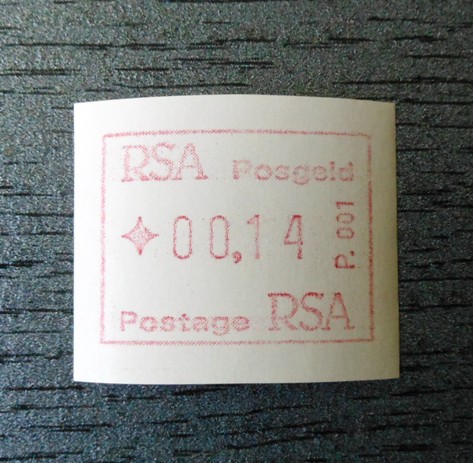 RSA Posgeld
00,14
P.001
Postage RSA